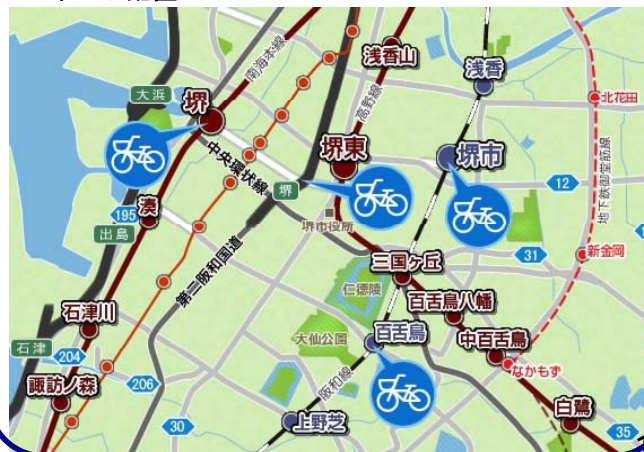 南海本線
浅香山
浅香
大浜
堺
高野線
北花田
堺東
堺市
中央環状線
堺
12
地下鉄御堂筋線
195
湊
堺市役所
出島
第二阪和国道
三国ヶ丘
31
新金岡
仁徳陵
百舌鳥八幡
石津川
大仙公園
百舌鳥
中百舌鳥
石津
204
なかもず
阪和線
諏訪ノ森
206
白鷺
30
上野芝
35